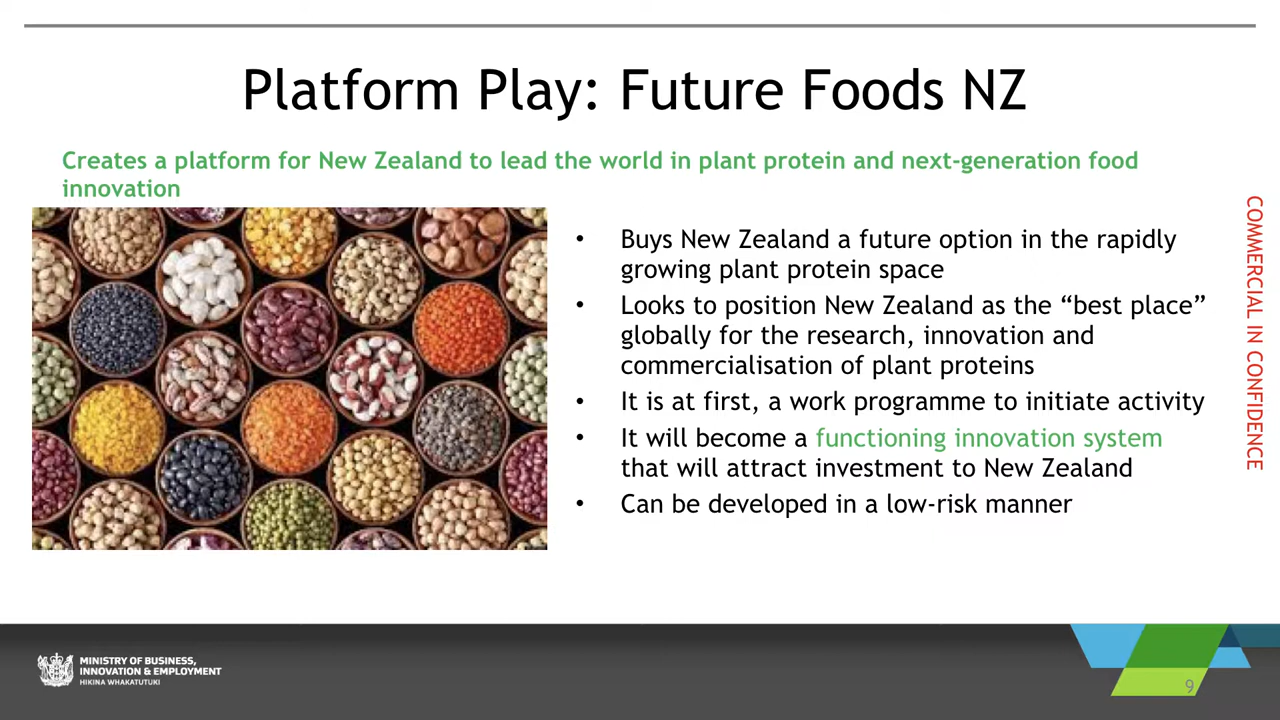 Platform Play: Future Foods NZ
Creates a platform for New Zealand to lead the world in plant protein and next-generation food
innovation
• Buys New Zealand a future option in the rapidly
growing plant protein space
• Looks to position New Zealand as the “best place”
globally for the research, innovation and
commercialisation of plant proteins
• It is at first, a work programme to initiate activity
• It will become a functioning innovation system
that will attract investment to New Zealand
• Can be developed in a low-risk manner
COMMERCIAL IN CONFIDENCE
MINISTRY OF BUSINESS,
INNOVATION & EMPLOYMENT
HIKINA WHAKATUTUKI
9